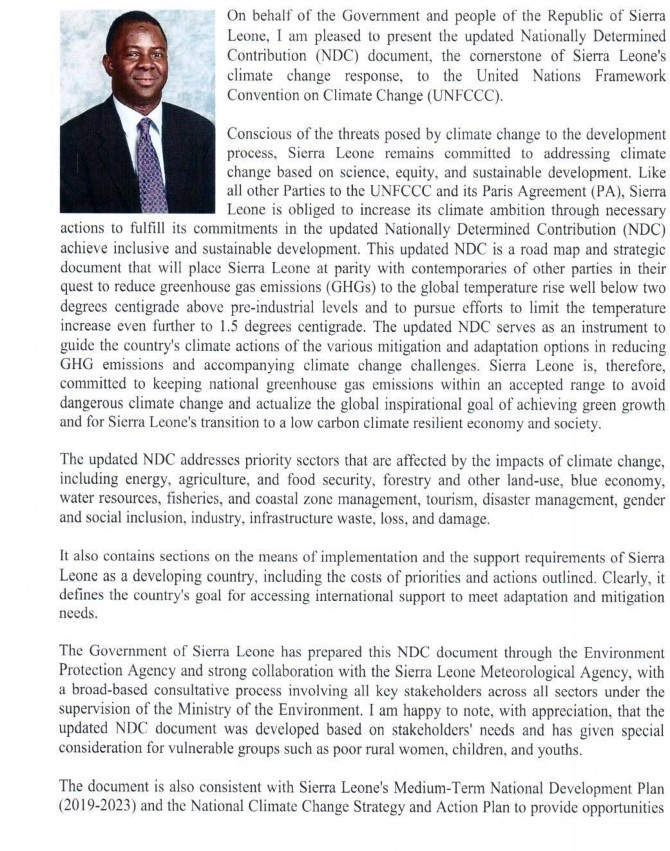 On behalf of the Government and people of the Republic of Sierra
Leone, I am pleased to present the updated Nationally Determined
Contribution (NDC) document, the cornerstone of Sierra Leone's
climate change response, to the United Nations Framework
Convention on Climate Change (UNFCCC).
Conscious of the threats posed by climate change to the development
process, Sierra Leone remains committed to addressing climate
change based on science, equity, and sustainable development. Like
all other Parties to the UNFCCC and its Paris Agreement (PA), Sierra
Leone is obliged to increase its climate ambition through necessary
actions to fulfill its commitments in the updated Nationally Determined Contribution (NDC)
achieve inclusive and sustainable development. This updated NDC is a road map and strategic
document that will place Sierra Leone at parity with contemporaries of other parties in their
quest to reduce greenhouse gas emissions (GHGs) to the global temperature rise well below two
degrees centigrade above pre-industrial levels and to pursue efforts to limit the temperature
increase even further to 1.5 degrees centigrade. The updated NDC serves as an instrument to
guide the country's climate actions of the various mitigation and adaptation options in reducing
GHG emissions and accompanying climate change challenges. Sierra Leone is, therefore,
committed to keeping national greenhouse gas emissions within an accepted range to avoid
dangerous climate change and actualize the global inspirational goal of achieving green growth
and for Sierra Leone's transition to a low carbon climate resilient economy and society.
The updated NDC addresses priority sectors that are affected by the impacts of climate change,
including energy, agriculture, and food security, forestry and other land-use, blue economy,
water resources, fisheries, and coastal zone management, tourism, disaster management, gender
and social inclusion, industry, infrastructure waste, loss, and damage.
It also contains sections on the means of implementation and the support requirements of Sierra
Leone as a developing country, including the costs of priorities and actions outlined. Clearly, it
defines the country's goal for accessing international support to meet adaptation and mitigation
needs.
The Government of Sierra Leone has prepared this NDC document through the Environment
Protection Agency and strong collaboration with the Sierra Leone Meteorological Agency, with
a broad-based consultative process involving all key stakeholders across all sectors under the
supervision of the Ministry of the Environment. I am happy to note, with appreciation, that the
updated NDC document was developed based on stakeholders' needs and has given special
consideration for vulnerable groups such as poor rural women, children, and youths.
The document is also consistent with Sierra Leone's Medium-Term National Development Plan
(2019-2023) and the National Climate Change Strategy and Action Plan to provide opportunities